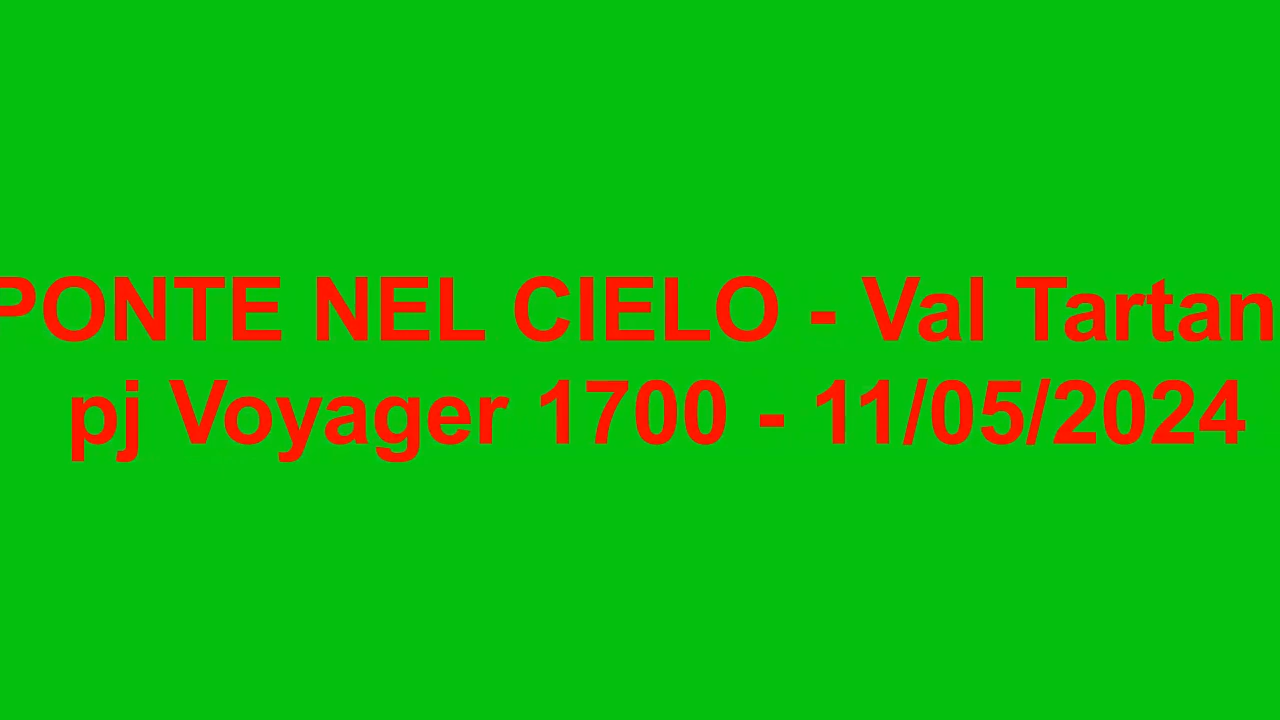 PONTE NEL CIELO - Val Tartan
pj Voyager 1700 - 11/05/2024